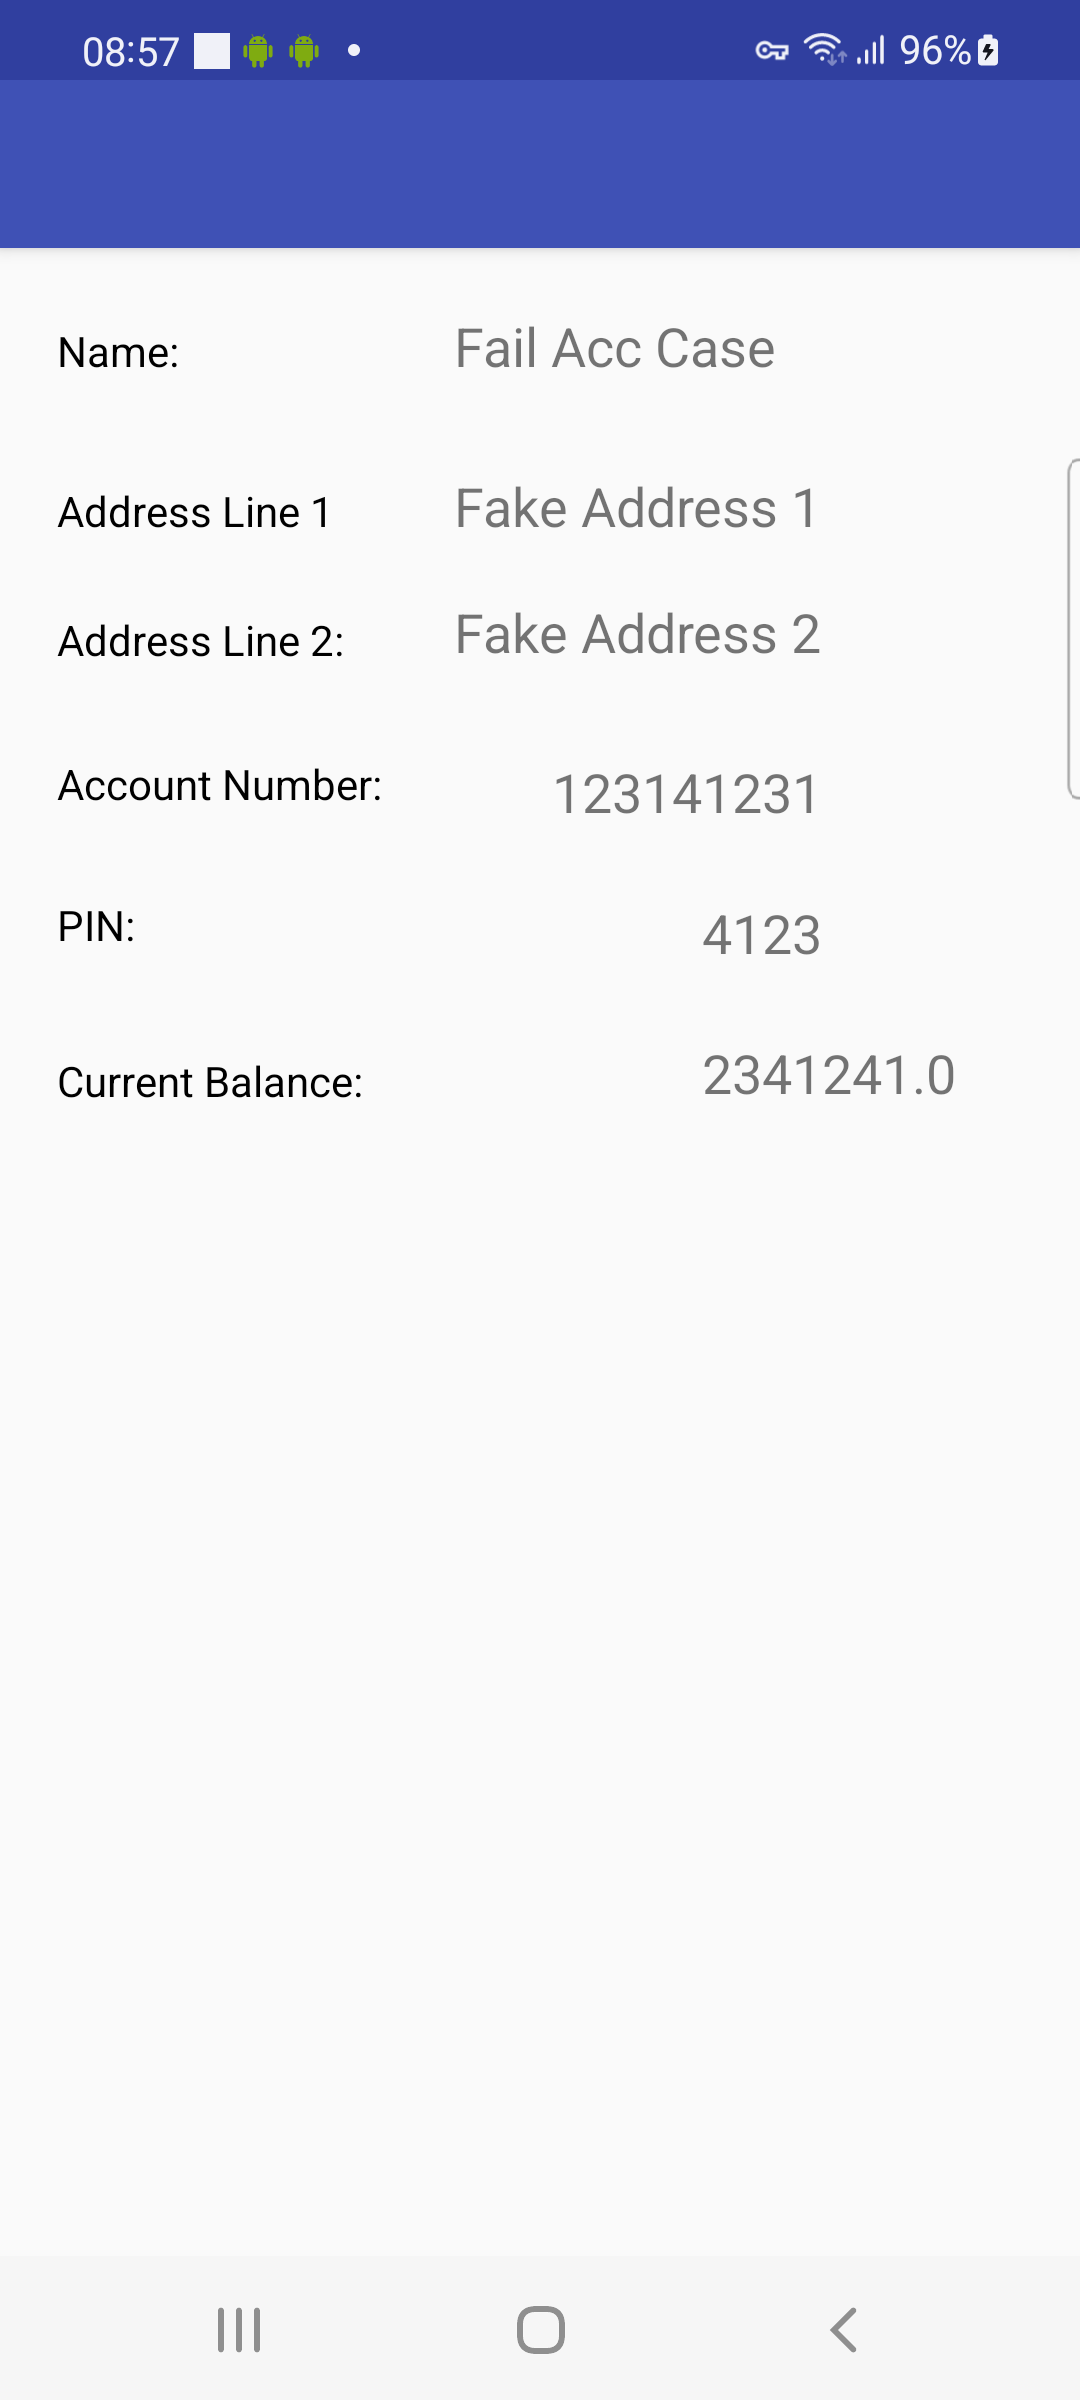 08:57 96%
Name: Fail Acc Case
Address Line 1 Fake Address 1
Address Line 2: Fake Address 2
Account Number: 123141231
PIN: 4123
Current Balance: 2341241.0